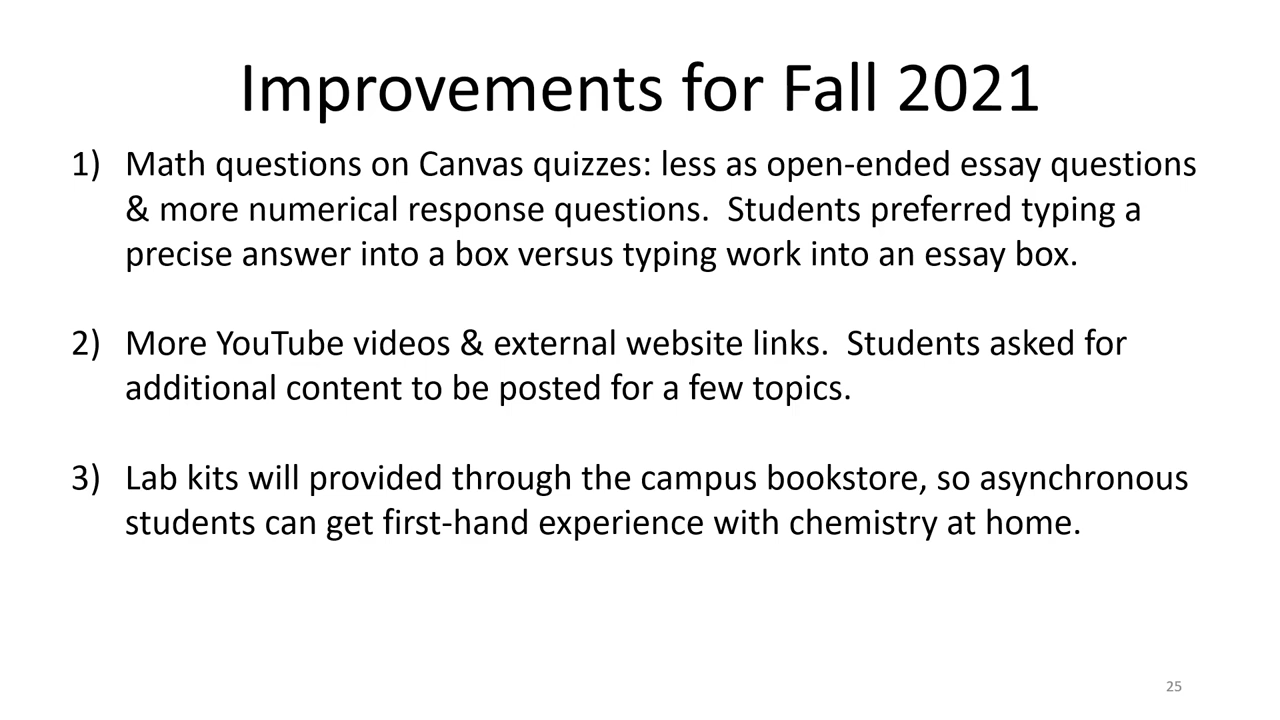 Improvements for Fall 2021
1) Math questions on Canvas quizzes: less as open-ended essay questions
& more numerical response questions.  Students preferred typing a
precise answer into a box versus typing work into an essay box.
2) More YouTube videos & external website links.  Students asked for
additional content to be posted for a few topics.
3) Lab kits will provided through the campus bookstore, so asynchronous
students can get first-hand experience with chemistry at home.
25